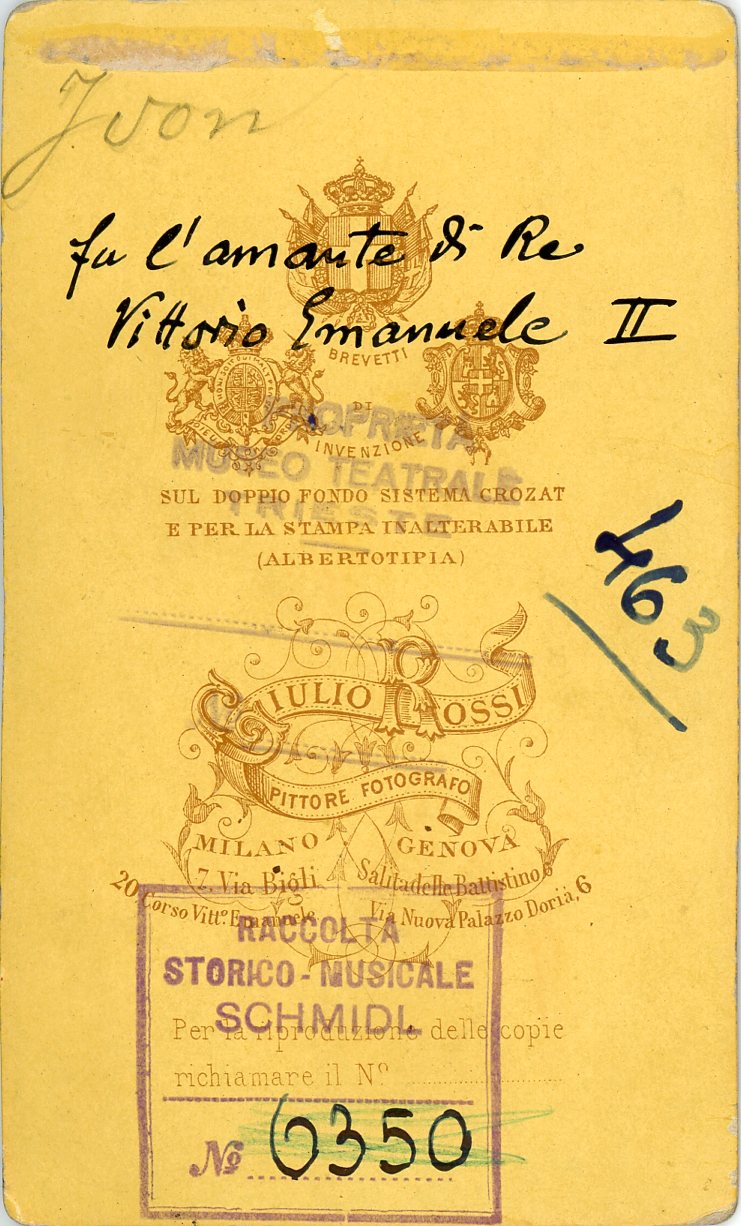 Ivon
fu l'amante di Re
Vittorio Emanuele II
BREVETTI
DI
INVENZIONE
PROPRIETÀ
MUSEO TEATRALE
TRIESTE
SUL DOPPIO FONDO SISTEMA CROZAT
E PER LA STAMPA INALTERABILE
(ALBERTOTIPIA)
463
GIULIO ROSSI
PITTORE FOTOGRAFO
MILANO GENOVA
7, Via Bigli Salita delle Battistine 6
20 Corso Vitt.º Emanuele Via Nuova Palazzo Doria, 6
RACCOLTA
STORICO-MUSICALE
SCHMIDL
Per la riproduzione delle copie
richiamare il Nº
No 6350